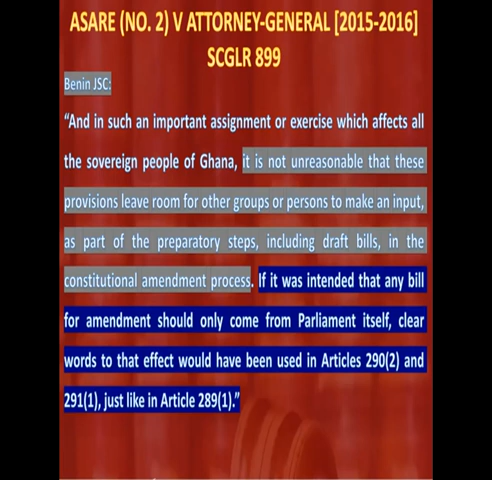 ASARE (NO. 2) V ATTORNEY-GENERAL [2015-2016]
SCGLR 899
Benin JSC:
“And in such an important assignment or exercise which affects all
the sovereign people of Ghana, it is not unreasonable that these
provisions leave room for other groups or persons to make an input,
as part of the preparatory steps, including draft bills, in the
constitutional amendment process. If it was intended that any bill
for amendment should only come from Parliament itself, clear
words to that effect would have been used in Articles 290(2) and
291(1), just like in Article 289(1).”